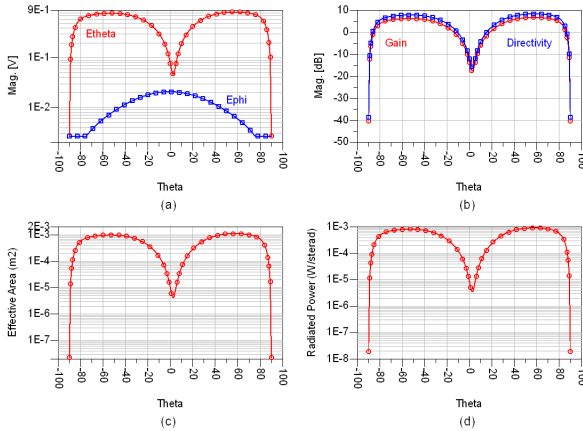 9E-1
1E-1
1E-2
Mag. [V]
Etheta
Ephi
-100 -80 -60 -40 -20 0 20 40 60 80 100
Theta
(a)
10
0
-10
-20
-30
-40
-50
Mag. [dB]
Gain
Directivity
-100 -80 -60 -40 -20 0 20 40 60 80 100
Theta
(b)
2E-3
1E-3
1E-4
1E-5
1E-6
1E-7
Effective Area (m2)
-100 -80 -60 -40 -20 0 20 40 60 80 100
Theta
(c)
1E-3
1E-4
1E-5
1E-6
1E-7
1E-8
Radiated Power (W/sterad)
-100 -80 -60 -40 -20 0 20 40 60 80 100
Theta
(d)